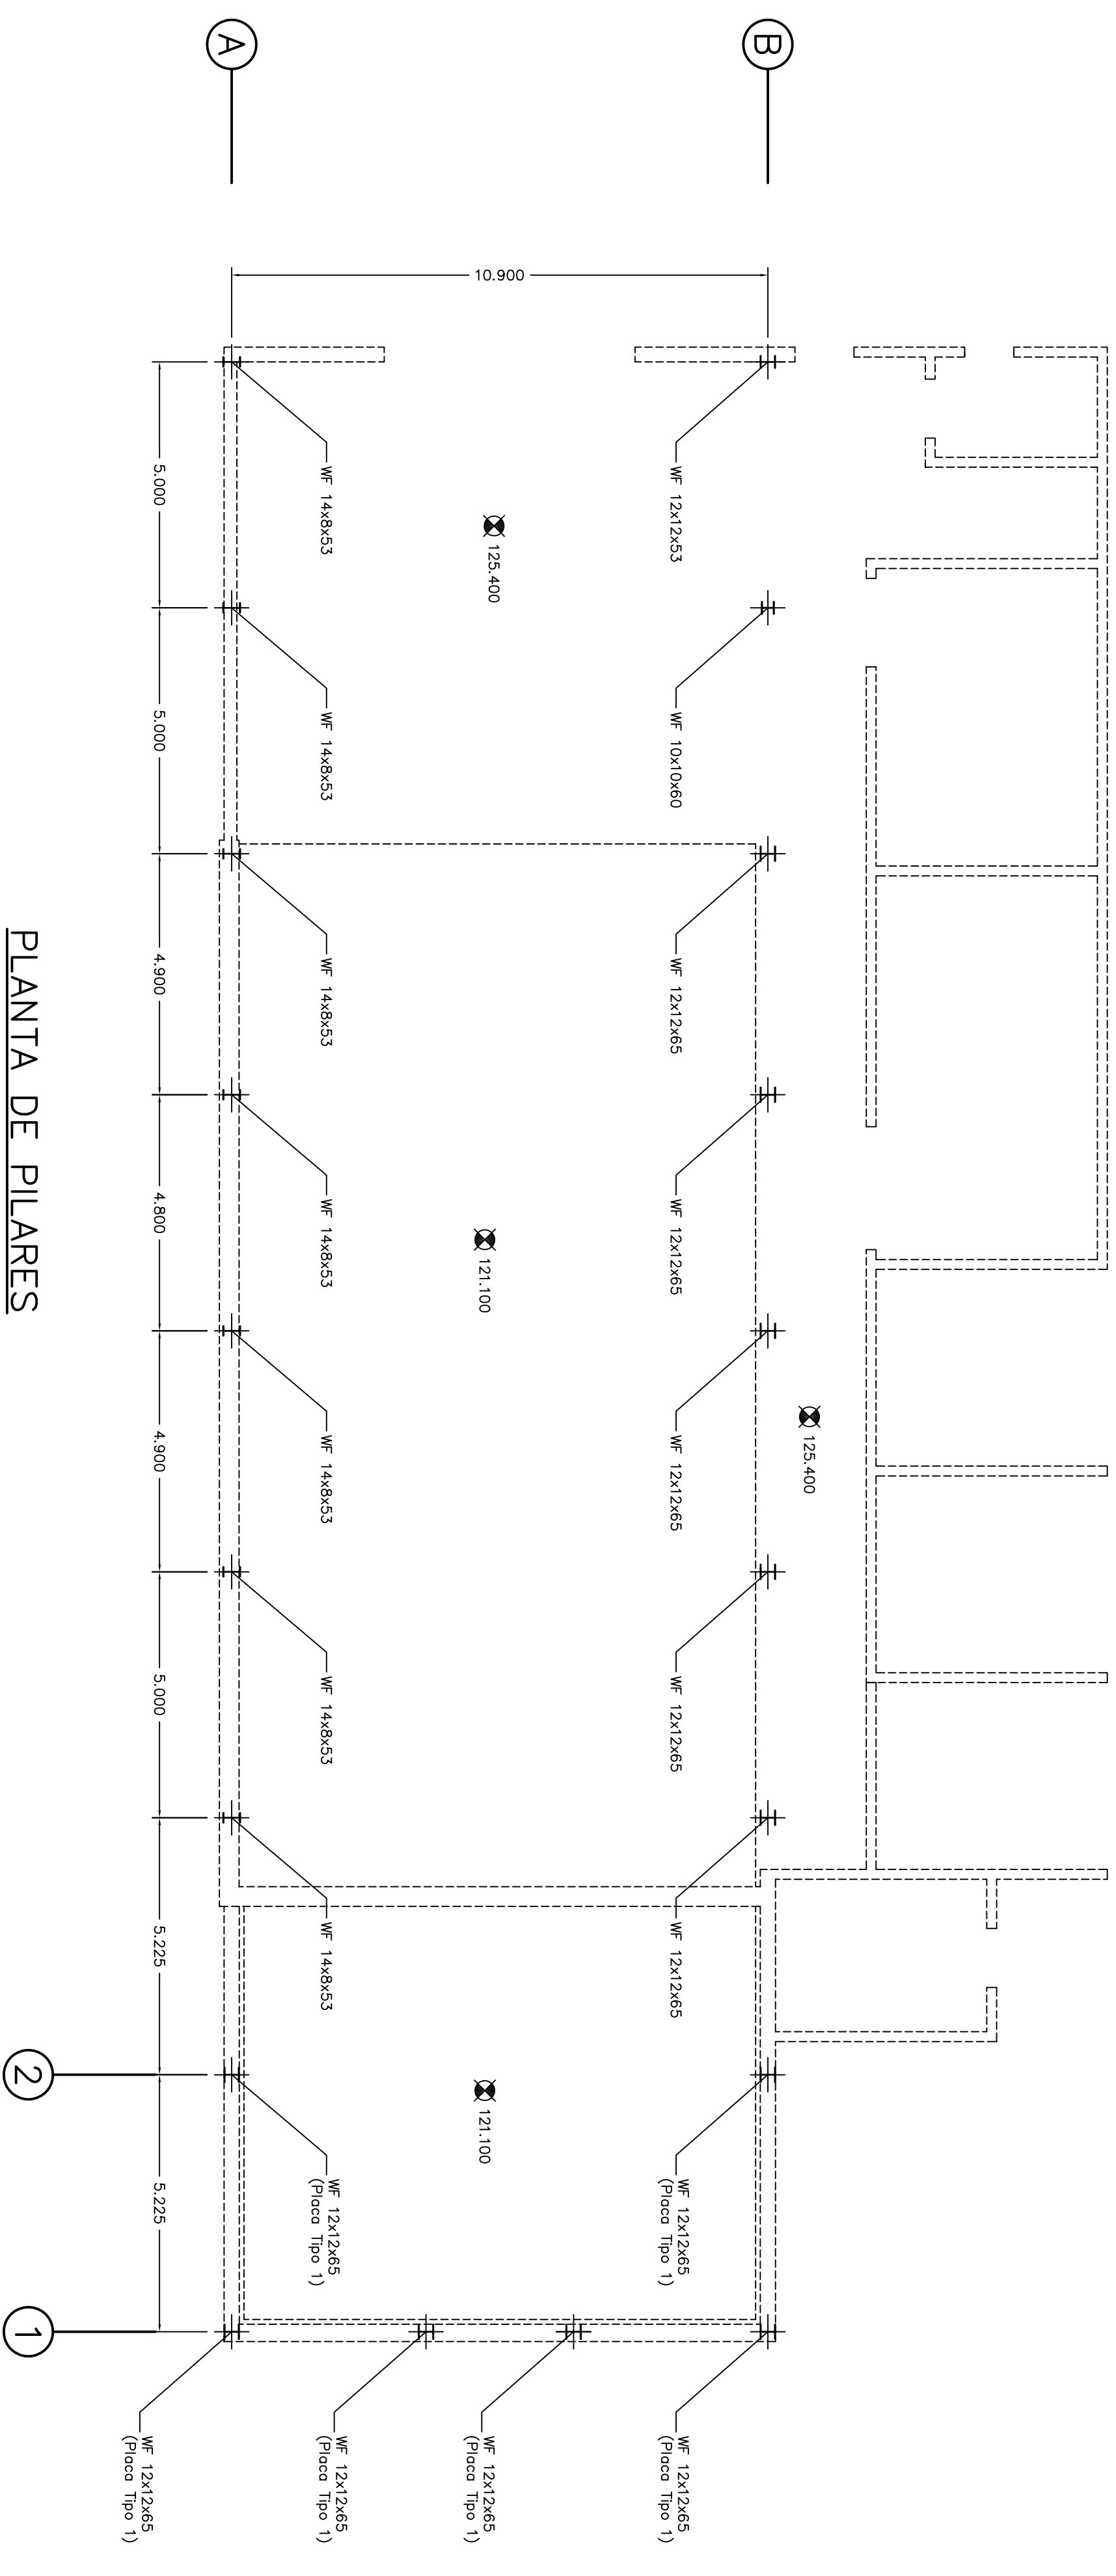 A
B
10.900
WF 14x8x53
WF 12x12x53
125.400
WF 14x8x53
WF 10x10x60
WF 14x8x53
WF 12x12x65
WF 14x8x53
WF 12x12x65
121.100
WF 14x8x53
WF 12x12x65
125.400
WF 14x8x53
WF 12x12x65
WF 14x8x53
WF 12x12x65
121.100
WF 12x12x65
(Placa Tipo 1)
WF 12x12x65
(Placa Tipo 1)
WF 12x12x65
(Placa Tipo 1)
WF 12x12x65
(Placa Tipo 1)
WF 12x12x65
(Placa Tipo 1)
WF 12x12x65
(Placa Tipo 1)
5.000
5.000
4.900
4.800
4.900
5.000
5.225
5.225
2
1
PLANTA DE PILARES